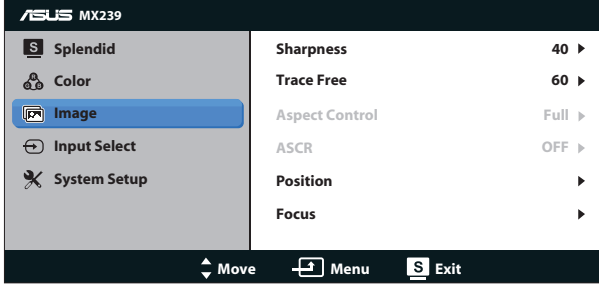 ASUS MX239
S Splendid
Color
Image
Input Select
System Setup
Sharpness 40
Trace Free 60
Aspect Control Full
ASCR OFF
Position
Focus
Move Menu S Exit